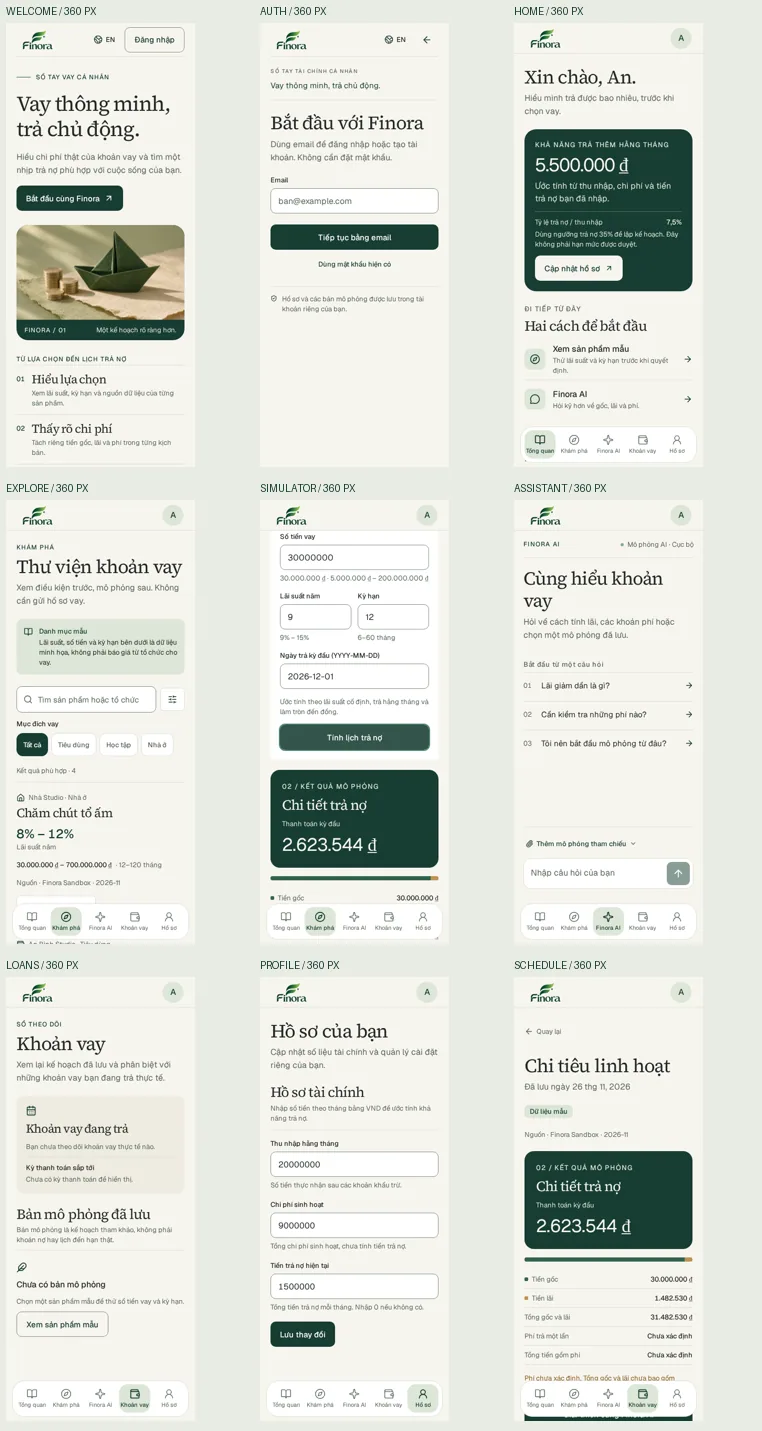 WELCOME / 360 PX
Finora
EN
Đăng nhập
SỔ TAY VAY CÁ NHÂN
Vay thông minh,
trả chủ động.
Hiểu chi phí thật của khoản vay và tìm một
nhịp trả nợ phù hợp với cuộc sống của bạn.
Bắt đầu cùng Finora
FINORA / 01
Một kế hoạch rõ ràng hơn.
TỪ LỰA CHỌN ĐẾN LỊCH TRẢ NỢ
01 Hiểu lựa chọn
Xem lãi suất, kỳ hạn và nguồn dữ liệu của từng
sản phẩm.
02 Thấy rõ chi phí
Tách riêng tiền gốc, lãi và phí trong từng kịch
bản.
AUTH / 360 PX
Finora
EN
SỔ TAY TÀI CHÍNH CÁ NHÂN
Vay thông minh, trả chủ động.
Bắt đầu với Finora
Dùng email để đăng nhập hoặc tạo tài
khoản. Không cần đặt mật khẩu.
Email
ban@example.com
Tiếp tục bằng email
Dùng mật khẩu hiện có
Hồ sơ và các bản mô phỏng được lưu trong tài
khoản riêng của bạn.
HOME / 360 PX
Finora
A
Xin chào, An.
Hiểu mình trả được bao nhiêu, trước khi
chọn vay.
KHẢ NĂNG TRẢ THÊM HẰNG THÁNG
5.500.000 ₫
Ước tính từ thu nhập, chi phí và tiền
trả nợ bạn đã nhập.
Tỷ lệ trả nợ / thu nhập
7,5%
Dùng ngưỡng trả nợ 35% để lập kế hoạch. Đây
không phải hạn mức được duyệt.
Cập nhật hồ sơ
ĐI TIẾP TỪ ĐÂY
Hai cách để bắt đầu
Xem sản phẩm mẫu
Thử lãi suất và kỳ hạn trước khi quyết
định.
Finora AI
Hỏi kỹ hơn về gốc, lãi và phí.
Tổng quan
Khám phá
Finora AI
Khoản vay
Hồ sơ
EXPLORE / 360 PX
Finora
A
KHÁM PHÁ
Thư viện khoản vay
Xem điều kiện trước, mô phỏng sau. Không
cần gửi hồ sơ vay.
Danh mục mẫu
Lãi suất, số tiền và kỳ hạn bên dưới là dữ liệu
minh họa, không phải báo giá từ tổ chức cho
vay.
Tìm sản phẩm hoặc tổ chức
Mục đích vay
Tất cả
Tiêu dùng
Học tập
Nhà ở
Kết quả phù hợp · 4
Nhà Studio · Nhà ở
Chăm chút tổ ấm
8% – 12%
Lãi suất năm
30.000.000 ₫ – 700.000.000 ₫ · 12–120 tháng
Nguồn · Finora Sandbox · 2026-11
Tổng quan
Khám phá
Finora AI
Khoản vay
Hồ sơ
SIMULATOR / 360 PX
Finora
A
Số tiền vay
30000000
30.000.000 ₫ · 5.000.000 ₫ – 200.000.000 ₫
Lãi suất năm
Kỳ hạn
9
12
9% – 15%
6–60 tháng
Ngày trả kỳ đầu (YYYY-MM-DD)
2026-12-01
Ước tính theo lãi suất cố định, trả hằng tháng và
làm tròn đến đồng.
Tính lịch trả nợ
02 / KẾT QUẢ MÔ PHỎNG
Chi tiết trả nợ
Thanh toán kỳ đầu
2.623.544 ₫
Tiền gốc
30.000.000 ₫
Tổng quan
Khám phá
Finora AI
Khoản vay
Hồ sơ
ASSISTANT / 360 PX
Finora
A
FINORA AI
Mô phỏng AI · Cục bộ
Cùng hiểu khoản
vay
Hỏi về cách tính lãi, các khoản phí hoặc
chọn một mô phỏng đã lưu.
Bắt đầu từ một câu hỏi
01 Lãi giảm dần là gì?
02 Cần kiểm tra những phí nào?
03 Tôi nên bắt đầu mô phỏng từ đâu?
Thêm mô phỏng tham chiếu
Nhập câu hỏi của bạn
Tổng quan
Khám phá
Finora AI
Khoản vay
Hồ sơ
LOANS / 360 PX
Finora
A
SỔ THEO DÕI
Khoản vay
Xem lại kế hoạch đã lưu và phân biệt với
những khoản vay bạn đang trả thực tế.
Khoản vay đang trả
Bạn chưa theo dõi khoản vay thực tế nào.
Kỳ thanh toán sắp tới
Chưa có kỳ thanh toán để hiển thị.
Bản mô phỏng đã lưu
Bản mô phỏng là kế hoạch tham khảo, không phải
khoản nợ hay lịch đến hạn thật.
Chưa có bản mô phỏng
Chọn một sản phẩm mẫu để thử số tiền vay và kỳ hạn.
Xem sản phẩm mẫu
Tổng quan
Khám phá
Finora AI
Khoản vay
Hồ sơ
PROFILE / 360 PX
Finora
A
Hồ sơ của bạn
Cập nhật số liệu tài chính và quản lý cài đặt
riêng của bạn.
Hồ sơ tài chính
Nhập số tiền theo tháng bằng VND để ước tính khả
năng trả nợ.
Thu nhập hằng tháng
20000000
Số tiền thực nhận sau các khoản khấu trừ.
Chi phí sinh hoạt
9000000
Tổng chi phí sinh hoạt, chưa tính tiền trả nợ.
Tiền trả nợ hiện tại
1500000
Tổng tiền trả nợ mỗi tháng. Nhập 0 nếu không có.
Lưu thay đổi
Tổng quan
Khám phá
Finora AI
Khoản vay
Hồ sơ
SCHEDULE / 360 PX
Finora
A
Quay lại
Chi tiêu linh hoạt
Đã lưu ngày 26 thg 11, 2026
Dữ liệu mẫu
Nguồn · Finora Sandbox · 2026-11
02 / KẾT QUẢ MÔ PHỎNG
Chi tiết trả nợ
Thanh toán kỳ đầu
2.623.544 ₫
Tiền gốc
30.000.000 ₫
Tiền lãi
1.482.530 ₫
Tổng gốc và lãi
31.482.530 ₫
Phí trả một lần
Chưa xác định
Tổng tiền gồm phí
Chưa xác định
Phí chưa xác định. Tổng gốc và lãi chưa bao gồm
Tổng quan
Khám phá
Finora AI
Khoản vay
Hồ sơ